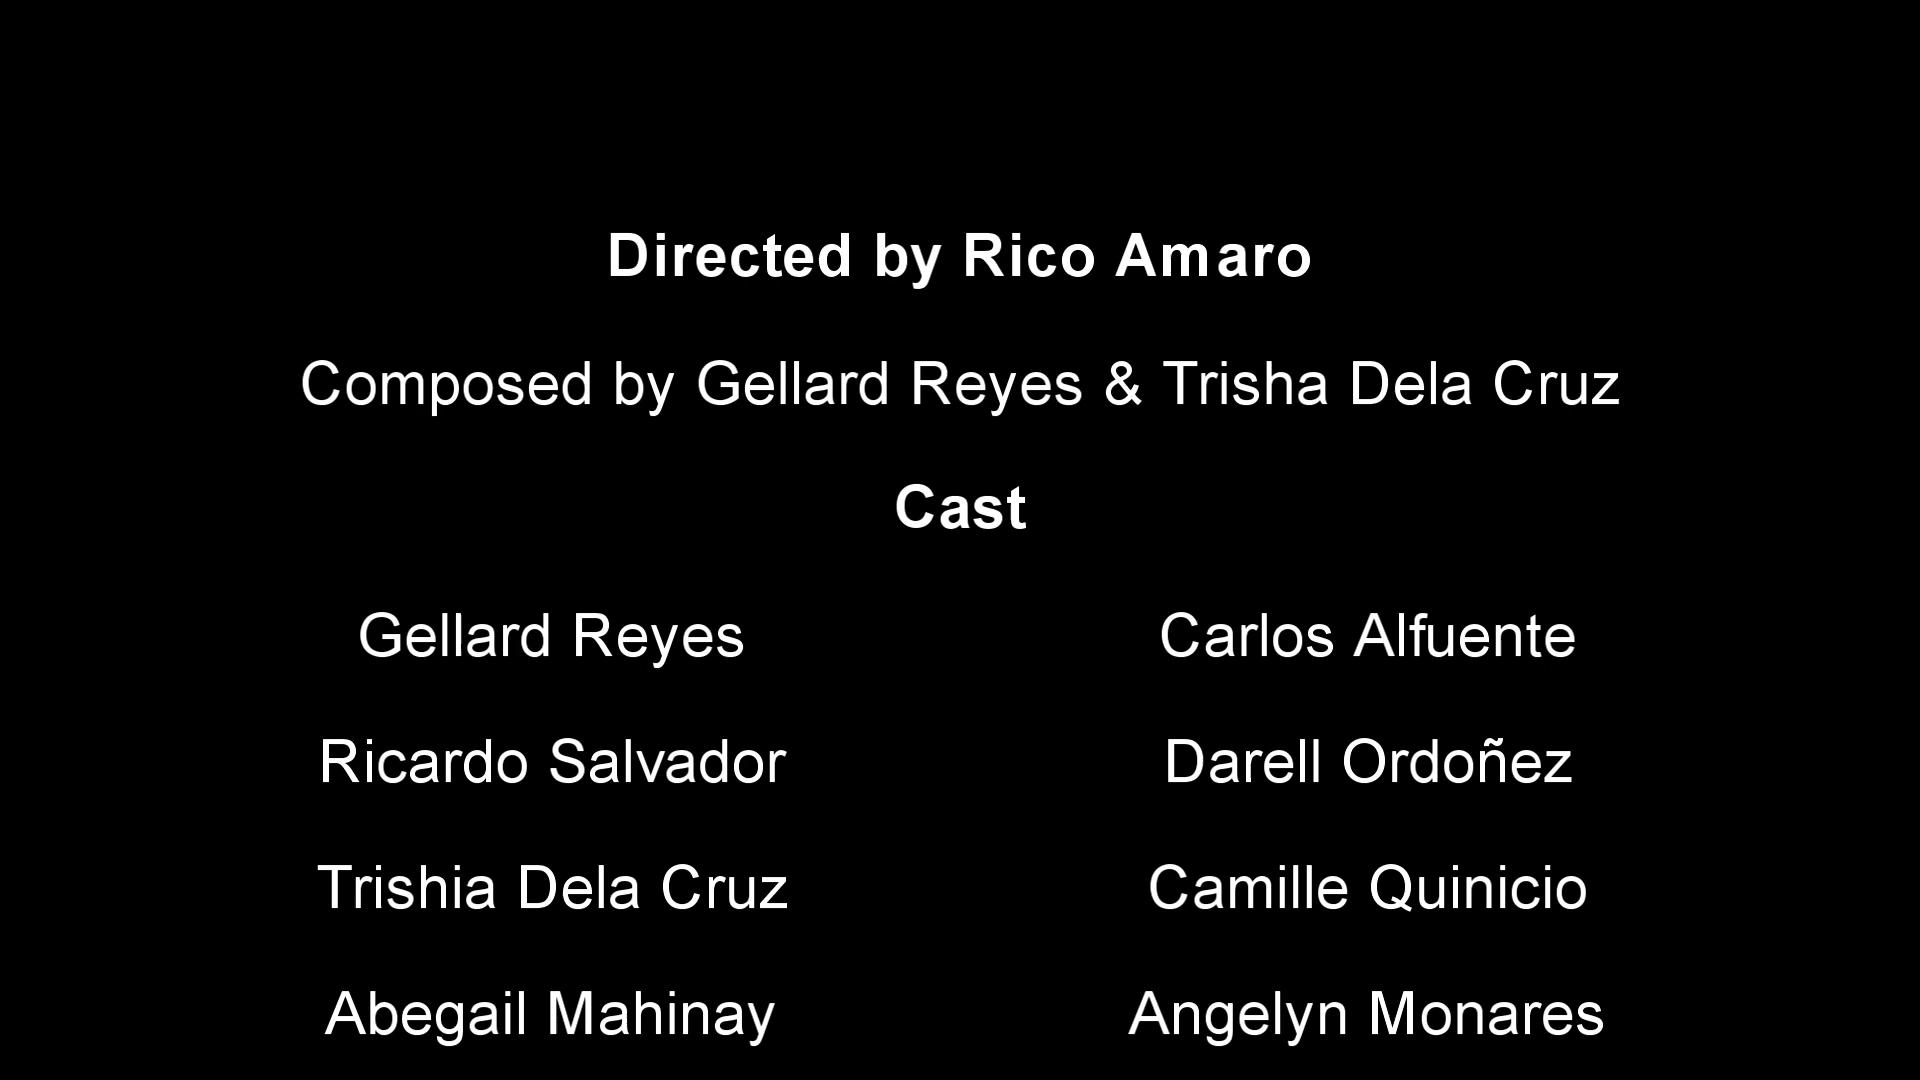 Directed by Rico Amaro
Composed by Gellard Reyes & Trisha Dela Cruz
Cast
Gellard Reyes Carlos Alfuente
Ricardo Salvador Darell Ordoñez
Trishia Dela Cruz Camille Quinicio
Abegail Mahinay Angelyn Monares